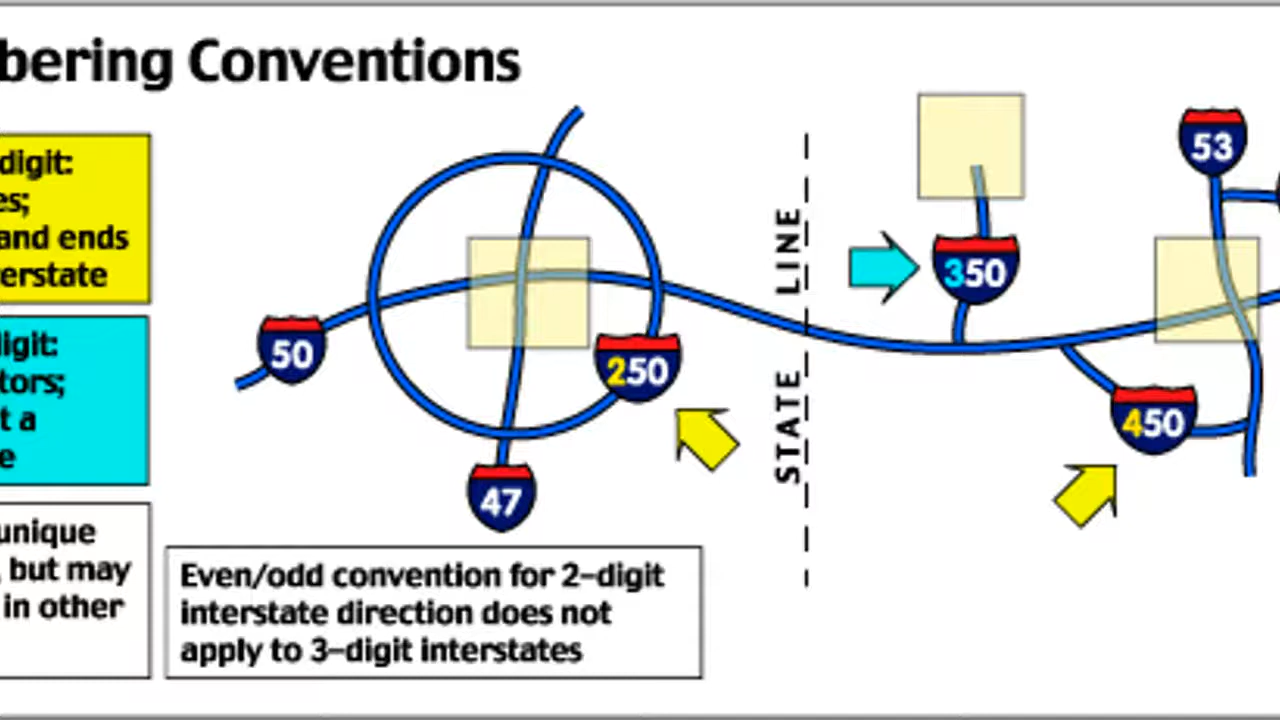 bering Conventions
digit:
es;
and ends
erstate
igit:
tors;
t a
e
unique
, but may
in other
Even/odd convention for 2-digit
interstate direction does not
apply to 3-digit interstates
50
47
250
STATE LINE
350
450
53